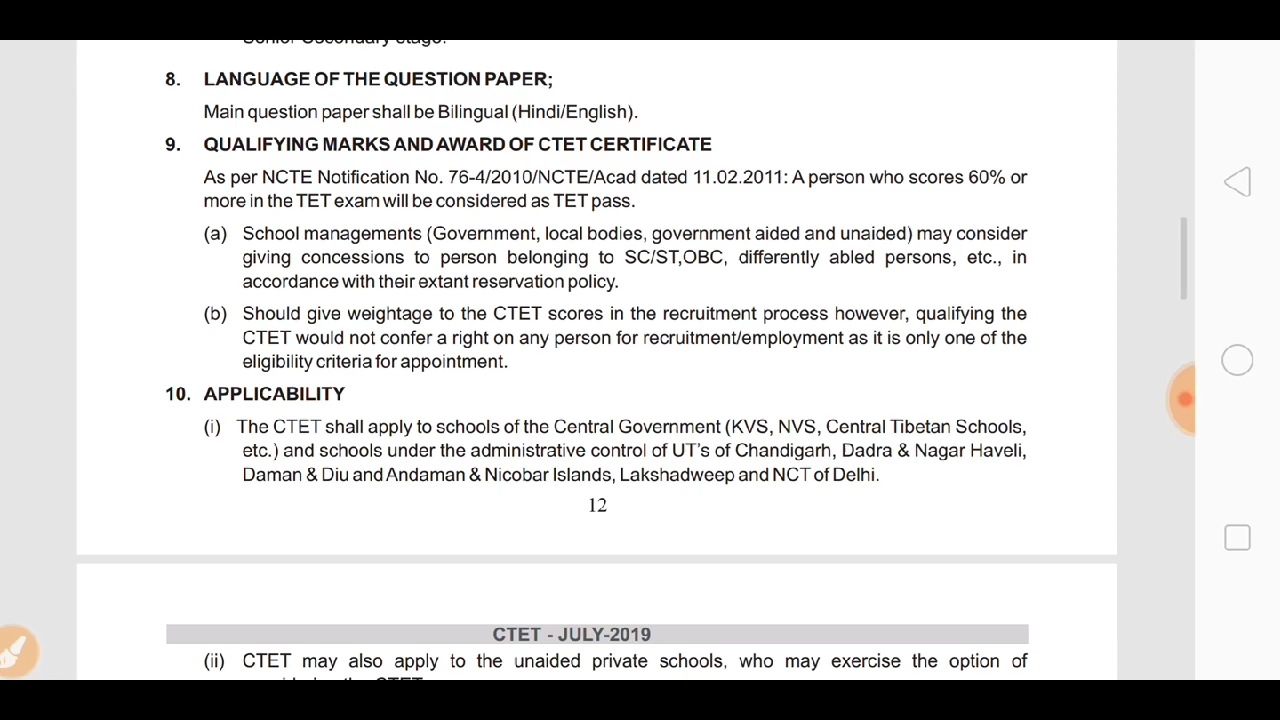 8. LANGUAGE OF THE QUESTION PAPER;
Main question paper shall be Bilingual (Hindi/English).
9. QUALIFYING MARKS AND AWARD OF CTET CERTIFICATE
As per NCTE Notification No. 76-4/2010/NCTE/Acad dated 11.02.2011: A person who scores 60% or
more in the TET exam will be considered as TET pass.
(a) School managements (Government, local bodies, government aided and unaided) may consider
giving concessions to person belonging to SC/ST,OBC, differently abled persons, etc., in
accordance with their extant reservation policy.
(b) Should give weightage to the CTET scores in the recruitment process however, qualifying the
CTET would not confer a right on any person for recruitment/employment as it is only one of the
eligibility criteria for appointment.
10. APPLICABILITY
(i) The CTET shall apply to schools of the Central Government (KVS, NVS, Central Tibetan Schools,
etc.) and schools under the administrative control of UT's of Chandigarh, Dadra & Nagar Haveli,
Daman & Diu and Andaman & Nicobar Islands, Lakshadweep and NCT of Delhi.
12
CTET - JULY-2019
(ii) CTET may also apply to the unaided private schools, who may exercise the option of